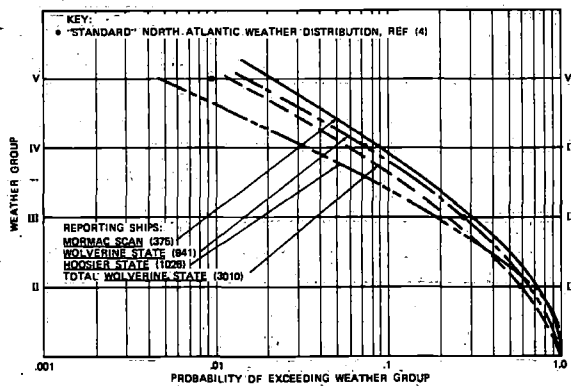 KEY:
• "STANDARD" NORTH ATLANTIC WEATHER DISTRIBUTION, REF (4)
V
V
WEATHER GROUP
IV
III
II
REPORTING SHIPS:
MORMAC SCAN (375)
WOLVERINE STATE (941)
HOOSIER STATE (1026)
TOTAL WOLVERINE STATE (3010)
.001
.01
.1
1.0
PROBABILITY OF EXCEEDING WEATHER GROUP